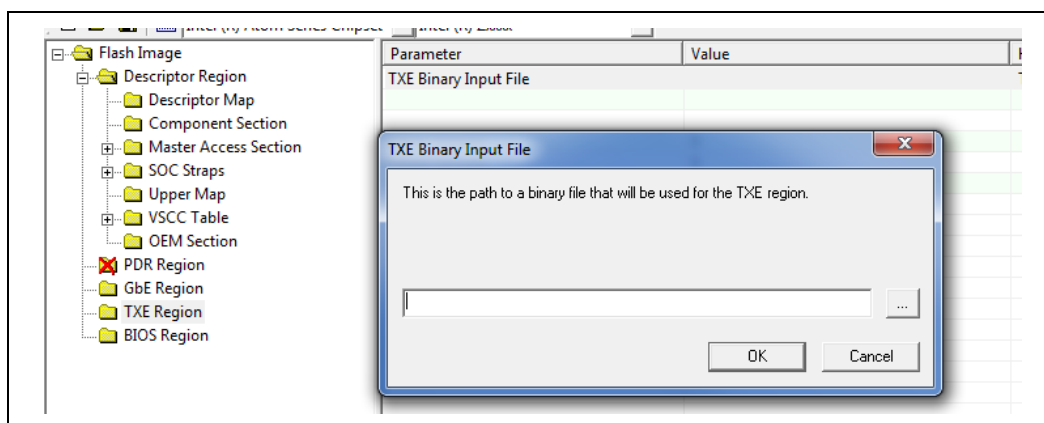 Flash Image
Descriptor Region
Descriptor Map
Component Section
Master Access Section
SOC Straps
Upper Map
VSCC Table
OEM Section
PDR Region
GbE Region
TXE Region
BIOS Region
Parameter Value
TXE Binary Input File
TXE Binary Input File
This is the path to a binary file that will be used for the TXE region.
...
OK Cancel